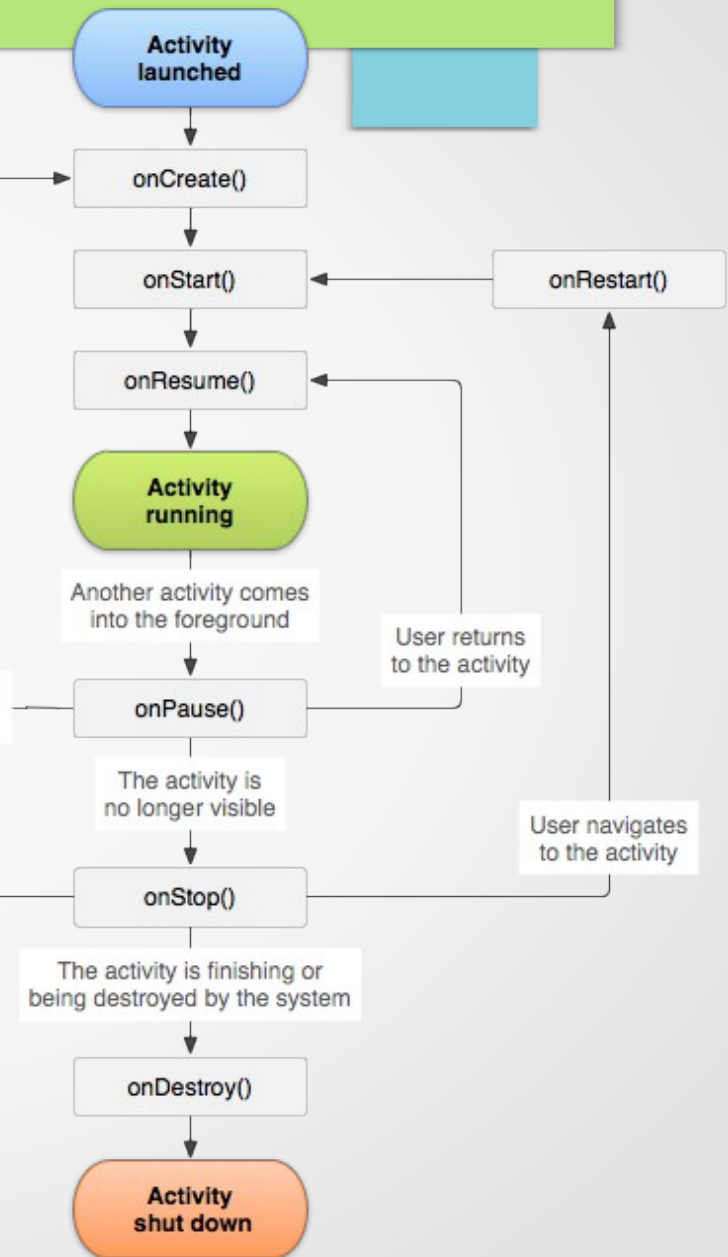 Activity
launched
onCreate()
onStart()
onRestart()
onResume()
Activity
running
Another activity comes
into the foreground
User returns
to the activity
onPause()
The activity is
no longer visible
User navigates
to the activity
onStop()
The activity is finishing or
being destroyed by the system
onDestroy()
Activity
shut down